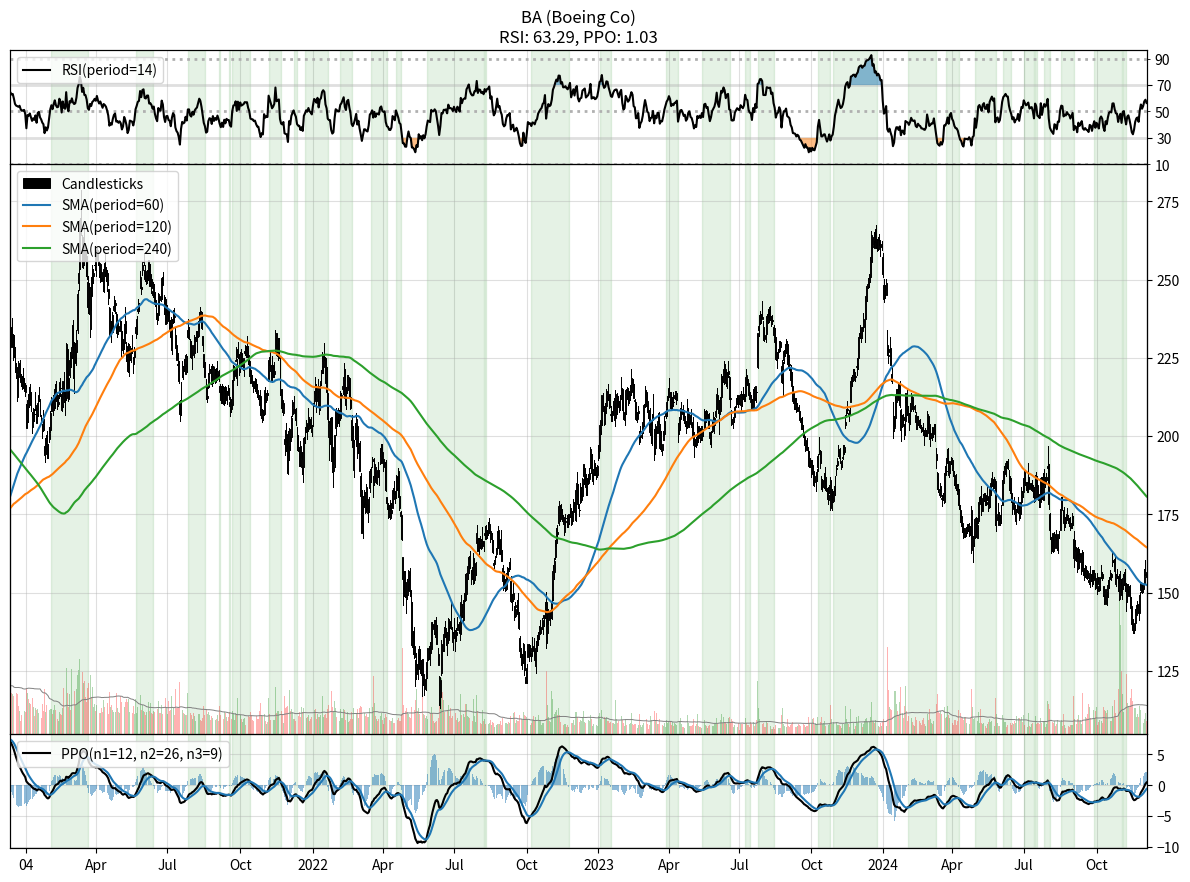 BA (Boeing Co)
RSI: 63.29, PPO: 1.03
RSI(period=14)
90
70
50
30
10
Candlesticks
SMA(period=60)
SMA(period=120)
SMA(period=240)
275
250
225
200
175
150
125
PPO(n1=12, n2=26, n3=9)
5
0
−5
−10
04 Apr Jul Oct 2022 Apr Jul Oct 2023 Apr Jul Oct 2024 Apr Jul Oct